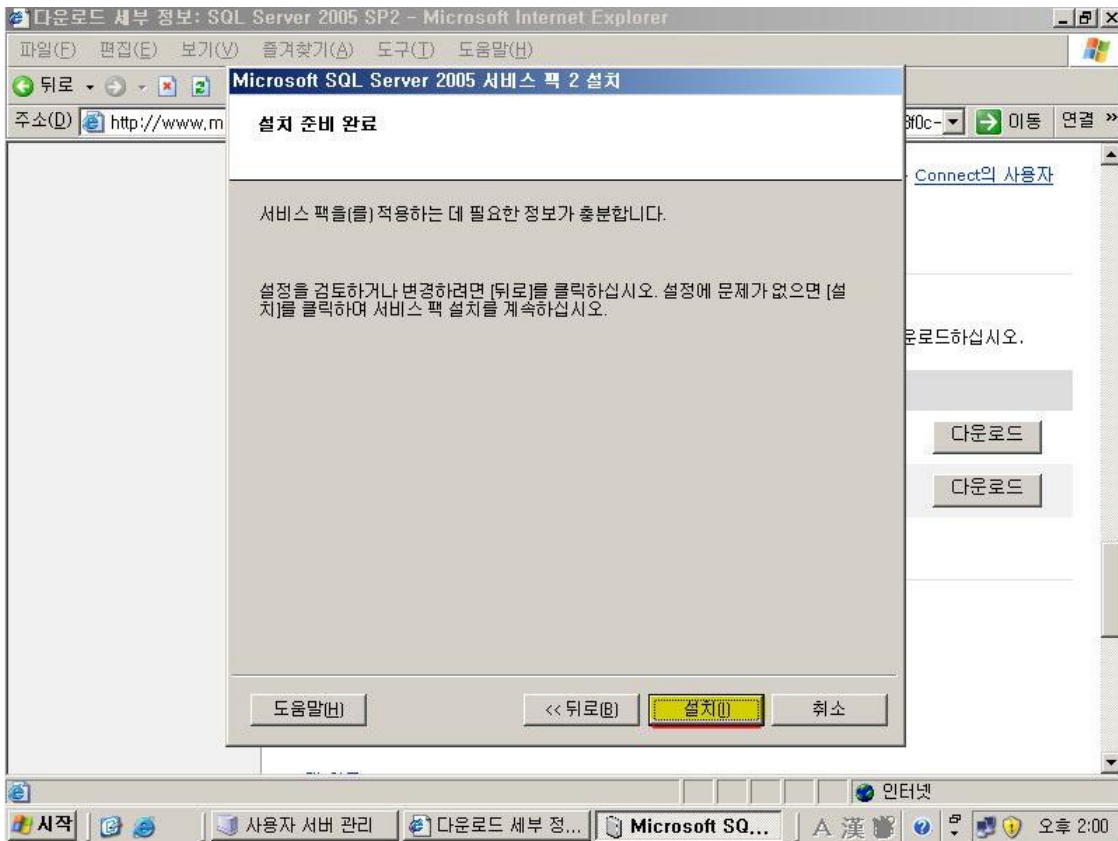 다운로드 세부 정보: SQL Server 2005 SP2 - Microsoft Internet Explorer
파일(F) 편집(E) 보기(V) 즐겨찾기(A) 도구(T) 도움말(H)
뒤로
주소(D) http://www.m
3f0c- 이동 연결 »
Microsoft SQL Server 2005 서비스 팩 2 설치
설치 준비 완료
Connect의 사용자
서비스 팩을(를) 적용하는 데 필요한 정보가 충분합니다.
설정을 검토하거나 변경하려면 [뒤로]를 클릭하십시오. 설정에 문제가 없으면 [설
치]를 클릭하여 서비스 팩 설치를 계속하십시오.
운로드하십시오.
다운로드
다운로드
도움말(H) << 뒤로(B) 설치(I) 취소
인터넷
시작 사용자 서버 관리 다운로드 세부 정... Microsoft SQ... A 漢 오후 2:00